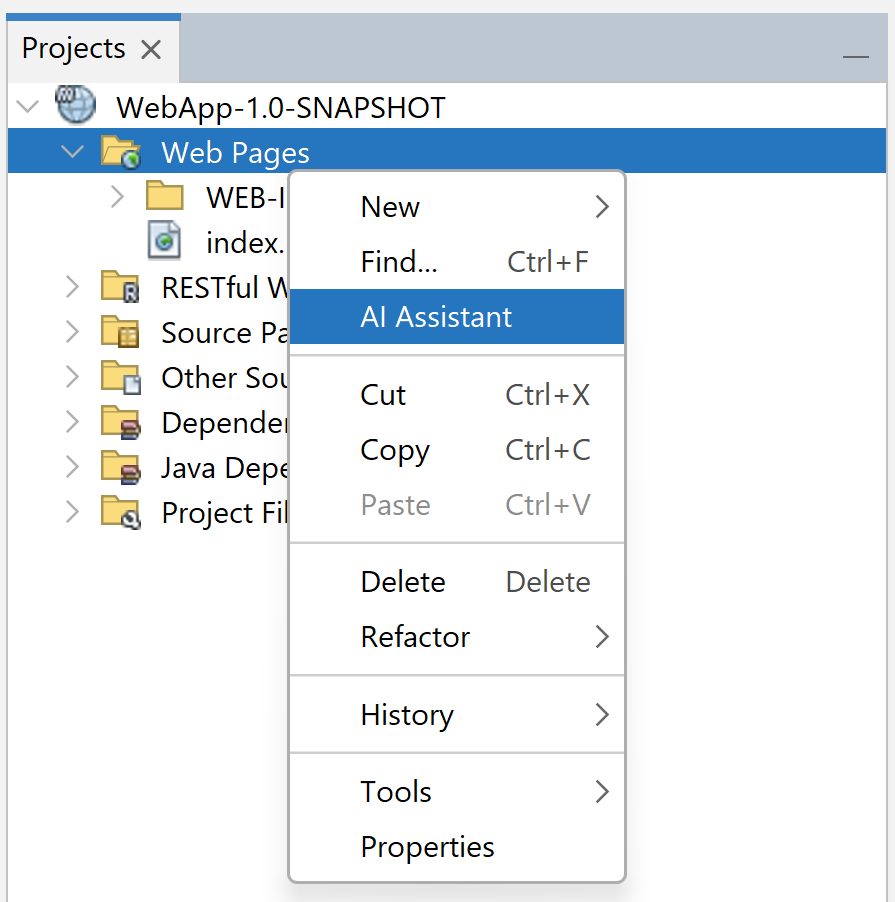 Projects
WebApp-1.0-SNAPSHOT
Web Pages
WEB-I
index.
RESTful W
Source Pa
Other Sou
Depender
Java Depe
Project Fil
New
Find... Ctrl+F
AI Assistant
Cut Ctrl+X
Copy Ctrl+C
Paste Ctrl+V
Delete Delete
Refactor
History
Tools
Properties